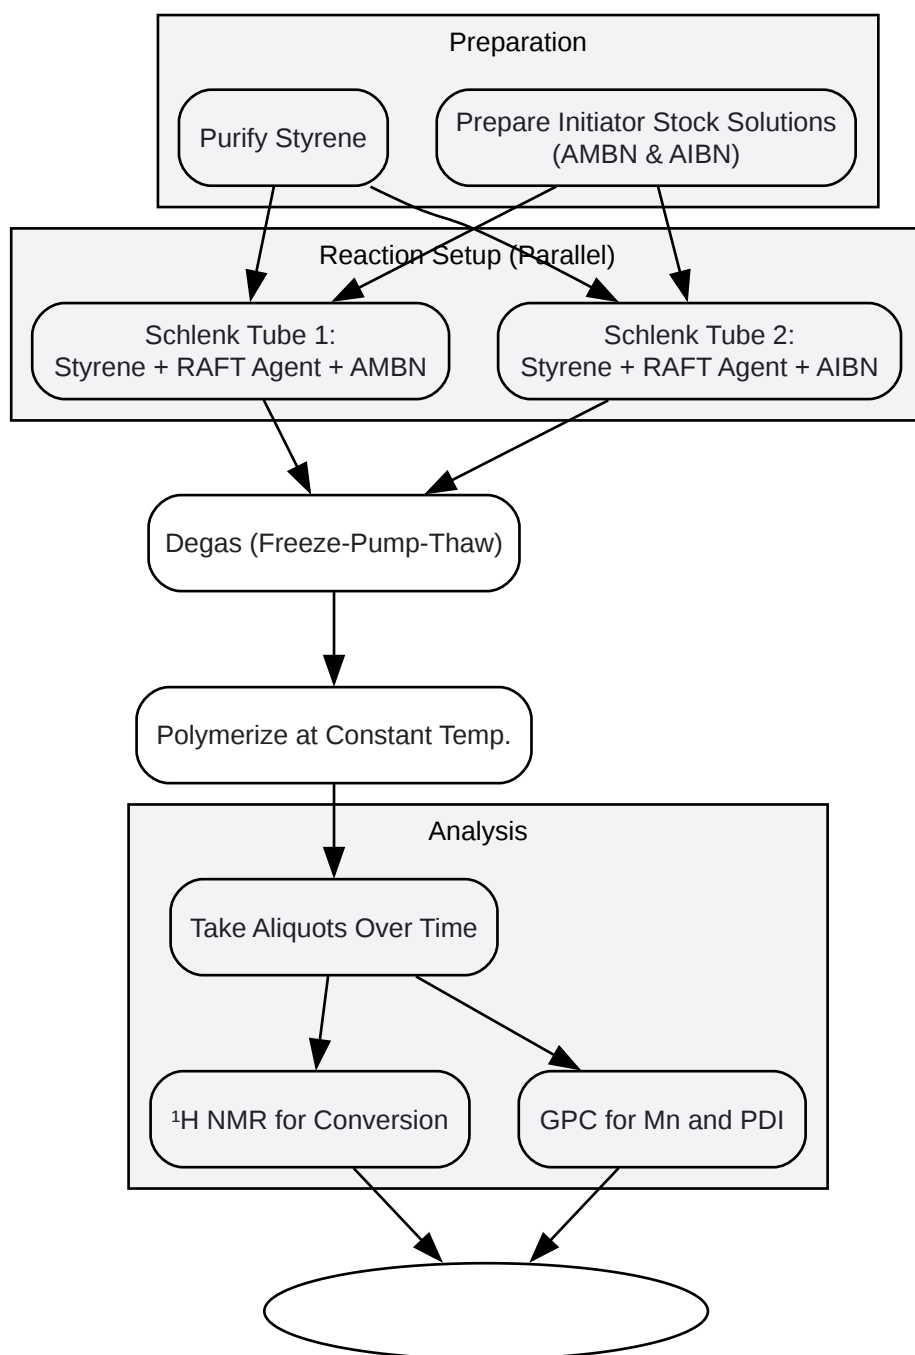 Preparation
Purify Styrene
Prepare Initiator Stock Solutions
(AMBN & AIBN)
Reaction Setup (Parallel)
Schlenk Tube 1:
Styrene + RAFT Agent + AMBN
Schlenk Tube 2:
Styrene + RAFT Agent + AIBN
Degas (Freeze-Pump-Thaw)
Polymerize at Constant Temp.
Analysis
Take Aliquots Over Time
¹H NMR for Conversion
GPC for Mn and PDI